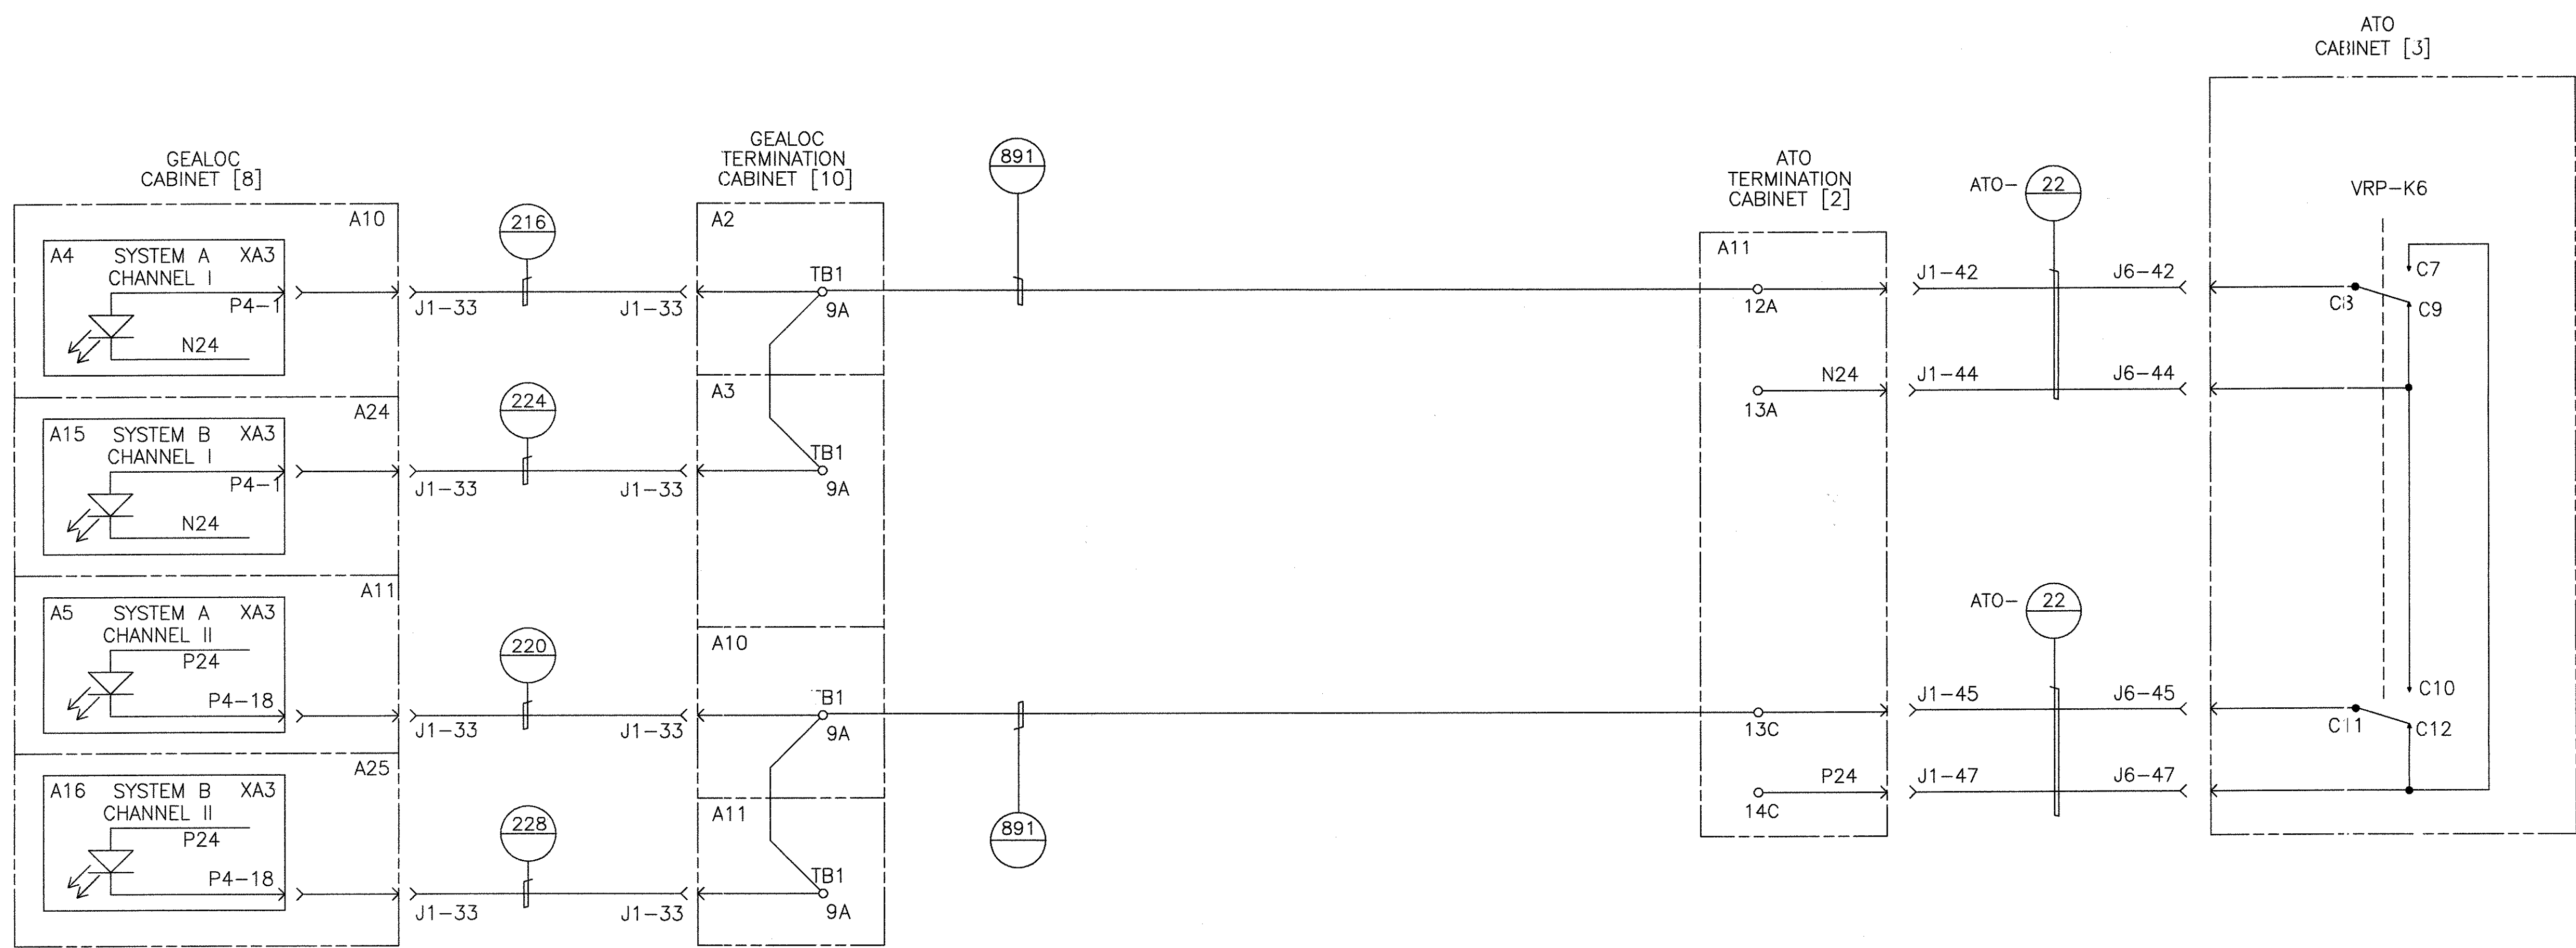 ATO
CABINET [3]
GEALOC
CABINET [8]
GEALOC
TERMINATION
CABINET [10]
891
ATO
TERMINATION
CABINET [2]
ATO-
22
VRP-K6
A10
A4
SYSTEM A
XA3
CHANNEL I
P4-1
N24
216
J1-33
J1-33
A2
TB1
9A
A11
12A
J1-42
J6-42
C7
C8
C9
A24
A15
SYSTEM B
XA3
CHANNEL I
P4-1
N24
224
J1-33
J1-33
A3
TB1
9A
N24
13A
J1-44
J6-44
A11
A5
SYSTEM A
XA3
CHANNEL II
P24
P4-18
220
J1-33
J1-33
A10
TB1
9A
13C
ATO-
22
J1-45
J6-45
C10
C11
C12
A25
A16
SYSTEM B
XA3
CHANNEL II
P24
P4-18
228
J1-33
J1-33
A11
TB1
9A
891
P24
14C
J1-47
J6-47